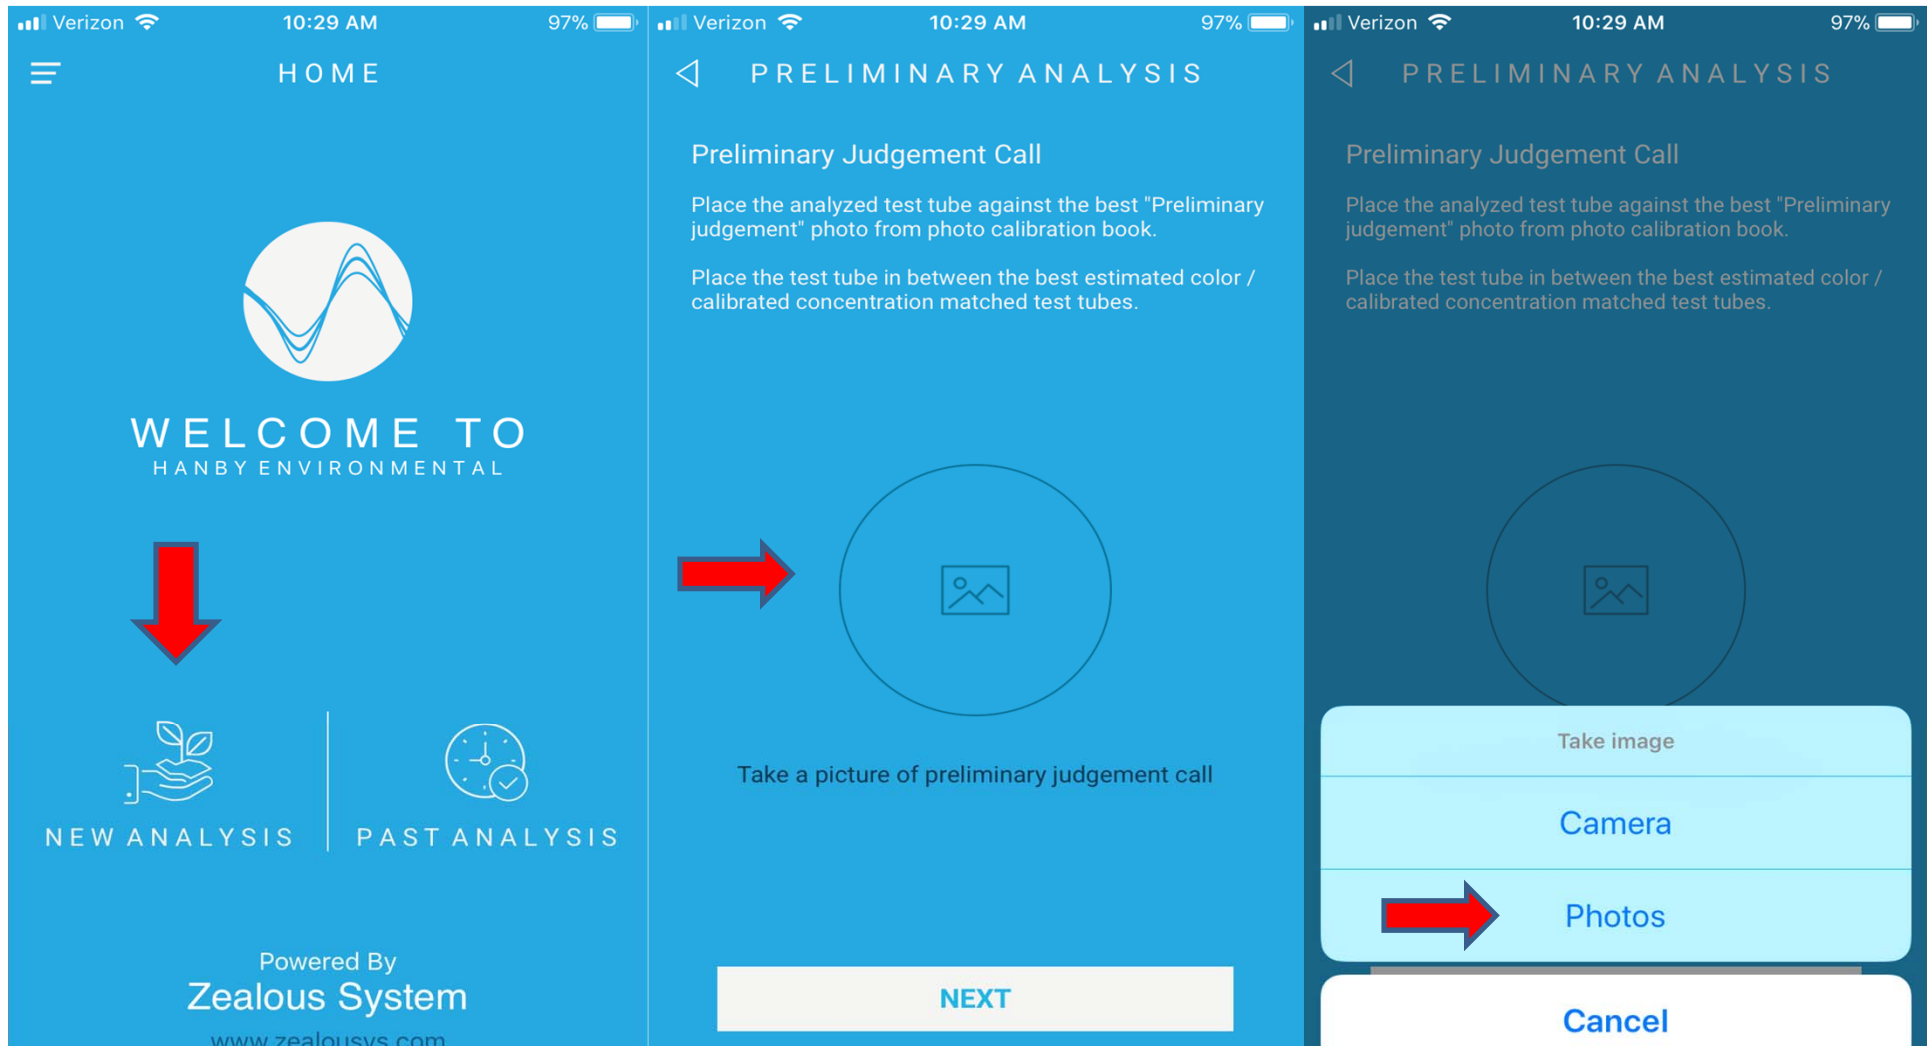 Verizon 10:29 AM 97%
HOME
WELCOME TO
HANBY ENVIRONMENTAL
NEW ANALYSIS
PAST ANALYSIS
Powered By
Zealous System
www.zealousys.com
Verizon 10:29 AM 97%
PRELIMINARY ANALYSIS
Preliminary Judgement Call
Place the analyzed test tube against the best "Preliminary
judgement" photo from photo calibration book.
Place the test tube in between the best estimated color /
calibrated concentration matched test tubes.
Take a picture of preliminary judgement call
NEXT
Verizon 10:29 AM 97%
PRELIMINARY ANALYSIS
Preliminary Judgement Call
Place the analyzed test tube against the best "Preliminary
judgement" photo from photo calibration book.
Place the test tube in between the best estimated color /
calibrated concentration matched test tubes.
Take image
Camera
Photos
Cancel